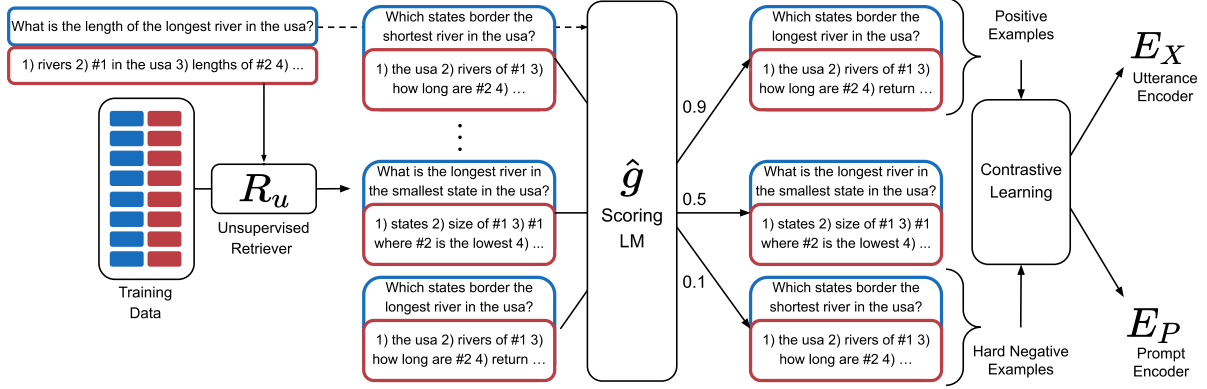 What is the length of the longest river in the usa?
1) rivers 2) #1 in the usa 3) lengths of #2 4) ...
Training
Data
R_u
Unsupervised
Retriever
Which states border the
shortest river in the usa?
1) the usa 2) rivers of #1 3)
how long are #2 4) …
What is the longest river in
the smallest state in the usa?
1) states 2) size of #1 3) #1
where #2 is the lowest 4) ...
Which states border the
longest river in the usa?
1) the usa 2) rivers of #1 3)
how long are #2 4) return …
ĝ
Scoring
LM
0.9
0.5
0.1
Which states border the
longest river in the usa?
1) the usa 2) rivers of #1 3)
how long are #2 4) return …
What is the longest river in
the smallest state in the usa?
1) states 2) size of #1 3) #1
where #2 is the lowest 4) ...
Which states border the
shortest river in the usa?
1) the usa 2) rivers of #1 3)
how long are #2 4) …
Positive
Examples
Contrastive
Learning
Hard Negative
Examples
E_X
Utterance
Encoder
E_P
Prompt
Encoder